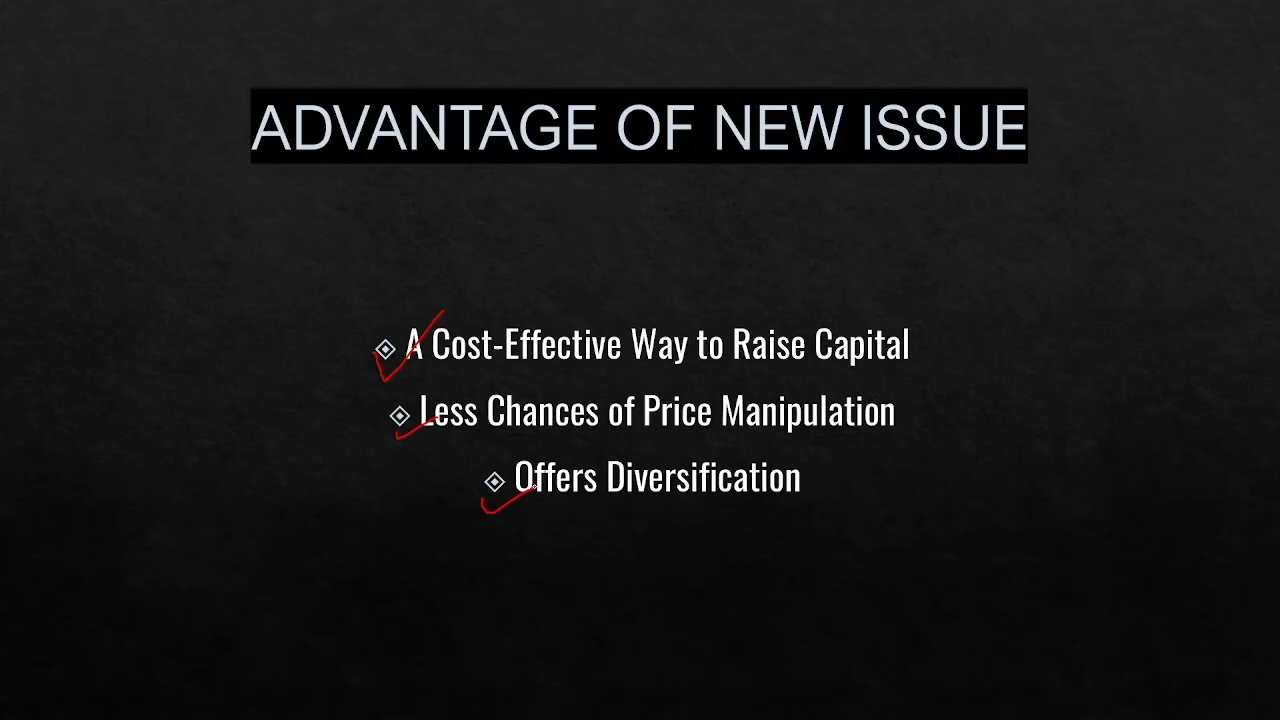 ADVANTAGE OF NEW ISSUE
A Cost-Effective Way to Raise Capital
Less Chances of Price Manipulation
Offers Diversification